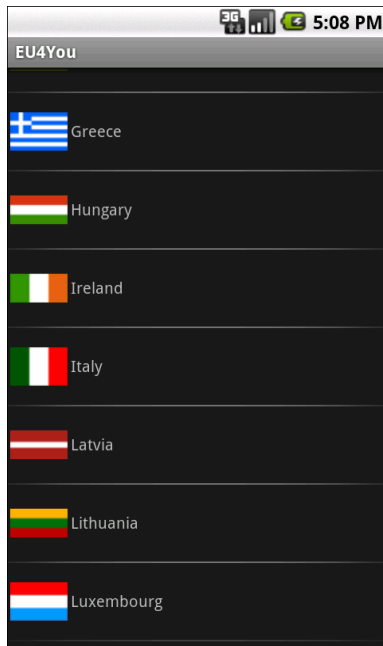 3G 5:08 PM
EU4You
Greece
Hungary
Ireland
Italy
Latvia
Lithuania
Luxembourg